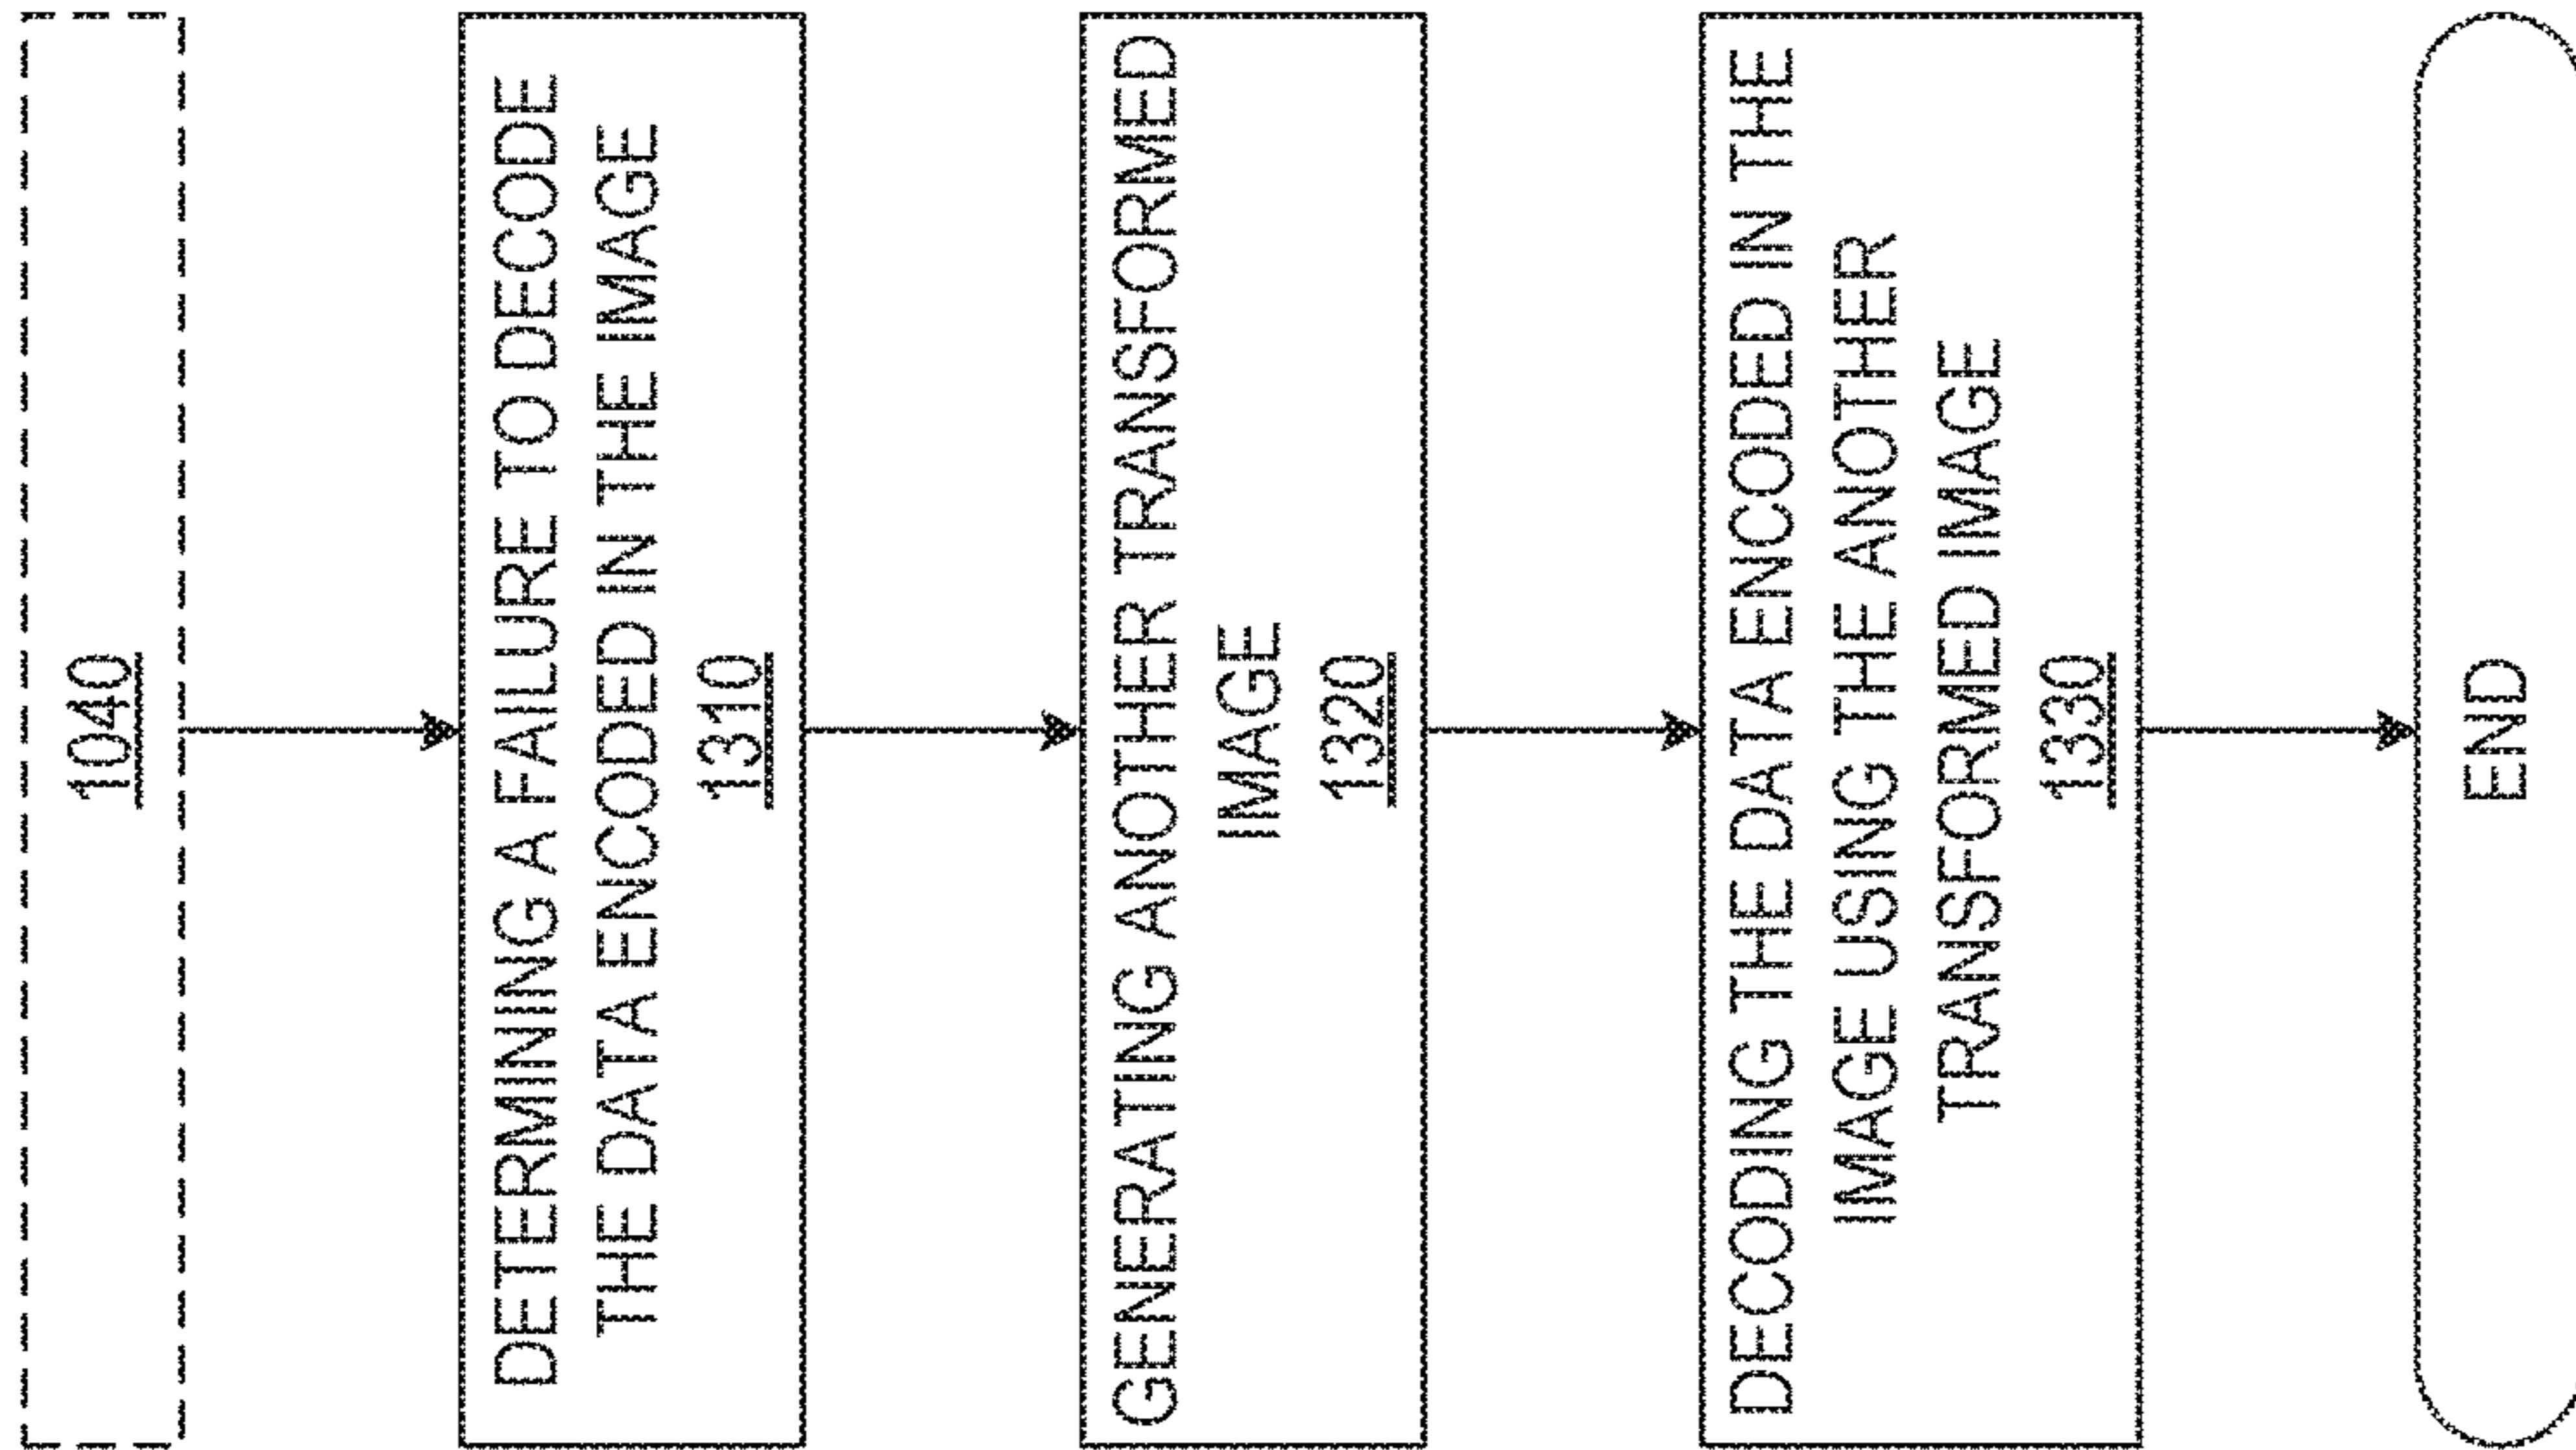 1040
DETERMINING A FAILURE TO DECODE
THE DATA ENCODED IN THE IMAGE
1310
GENERATING ANOTHER TRANSFORMED
IMAGE
1320
DECODING THE DATA ENCODED IN THE
IMAGE USING THE ANOTHER
TRANSFORMED IMAGE
1330
END